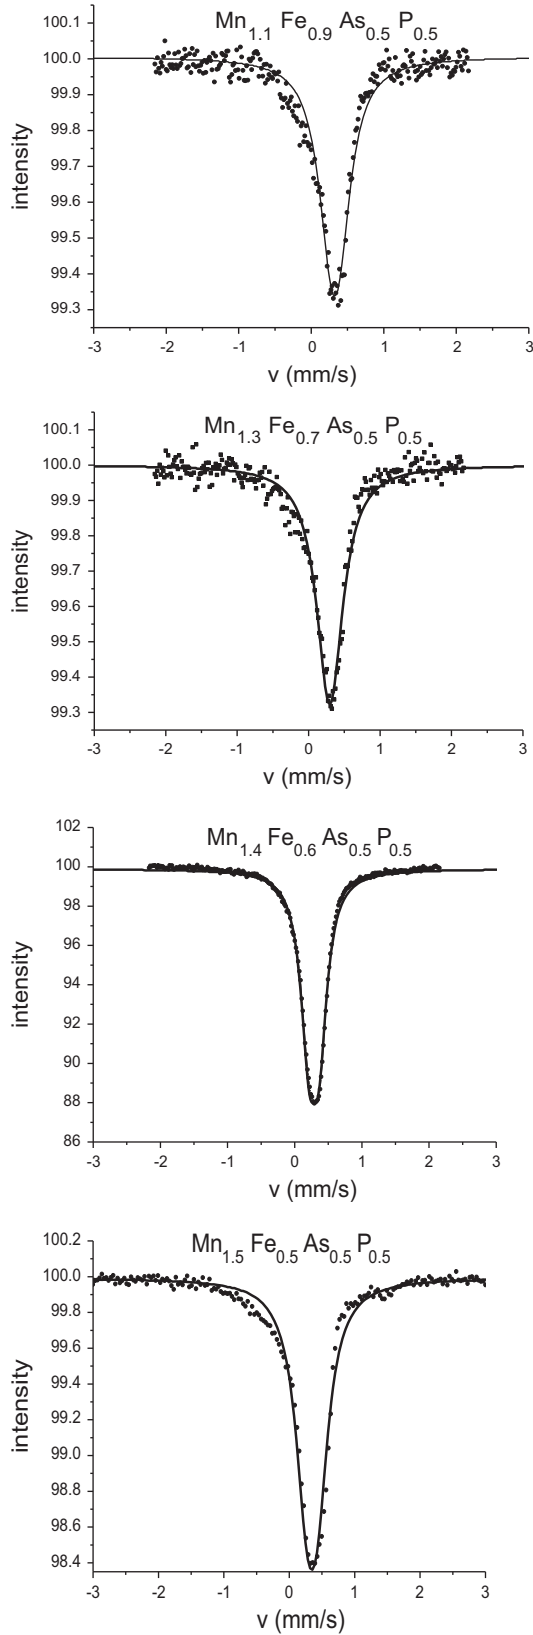 Mn1.1 Fe0.9 As0.5 P0.5
100.1
100.0
99.9
99.8
99.7
99.6
99.5
99.4
99.3
intensity
-3 -2 -1 0 1 2 3
v (mm/s)
Mn1.3 Fe0.7 As0.5 P0.5
100.1
100.0
99.9
99.8
99.7
99.6
99.5
99.4
99.3
intensity
-3 -2 -1 0 1 2 3
v (mm/s)
Mn1.4 Fe0.6 As0.5 P0.5
102
100
98
96
94
92
90
88
86
intensity
-3 -2 -1 0 1 2 3
v (mm/s)
Mn1.5 Fe0.5 As0.5 P0.5
100.2
100.0
99.8
99.6
99.4
99.2
99.0
98.8
98.6
98.4
intensity
-3 -2 -1 0 1 2 3
v (mm/s)